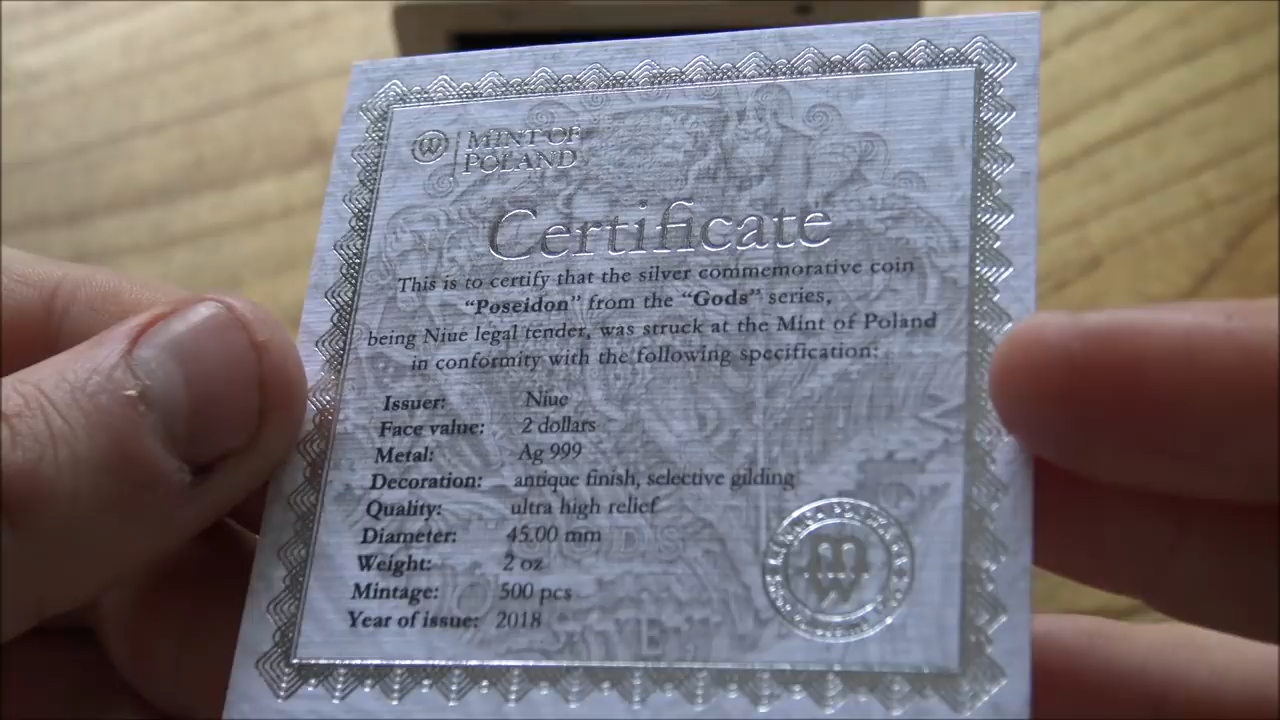 MINT OF
POLAND
Certificate
This is to certify that the silver commemorative coin
“Poseidon” from the “Gods” series,
being Niue legal tender, was struck at the Mint of Poland
in conformity with the following specification:
Issuer: Niue
Face value: 2 dollars
Metal: Ag 999
Decoration: antique finish, selective gilding
Quality: ultra high relief
Diameter: 45.00 mm
Weight: 2 oz
Mintage: 500 pcs
Year of issue: 2018
GODS